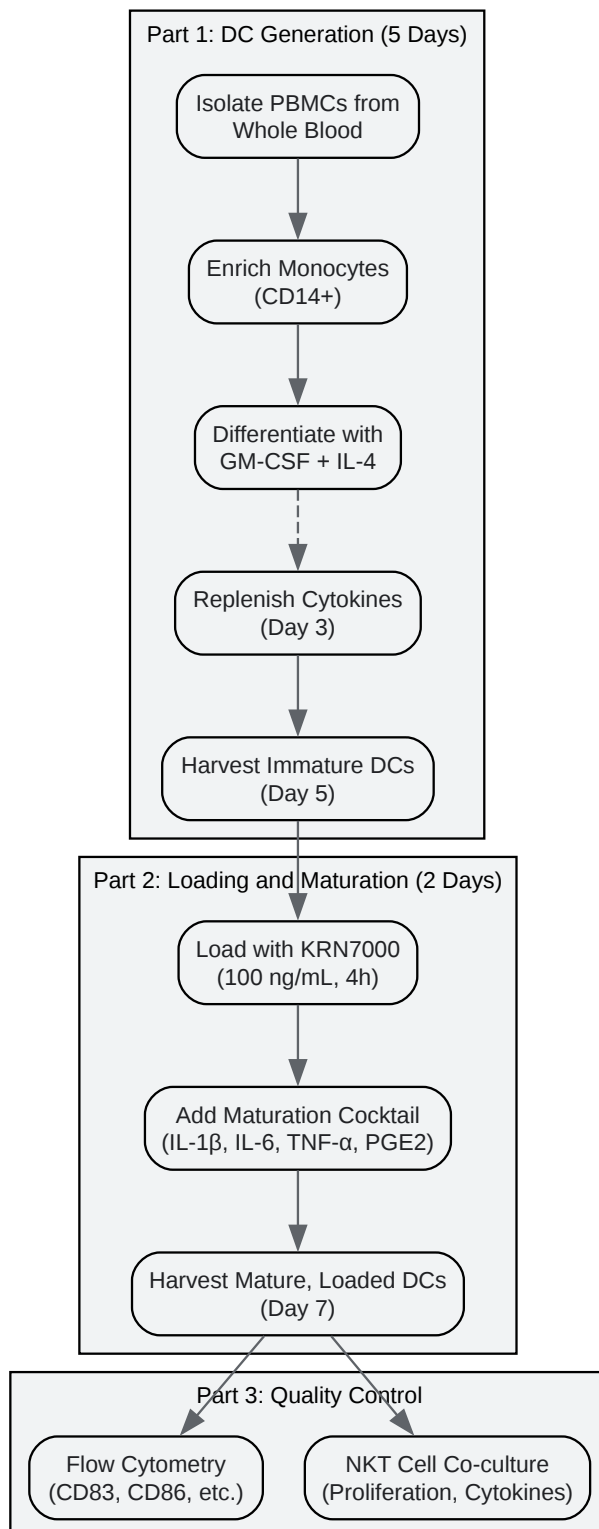 Part 1: DC Generation (5 Days)
Isolate PBMCs from
Whole Blood
Enrich Monocytes
(CD14+)
Differentiate with
GM-CSF + IL-4
Replenish Cytokines
(Day 3)
Harvest Immature DCs
(Day 5)
Part 2: Loading and Maturation (2 Days)
Load with KRN7000
(100 ng/mL, 4h)
Add Maturation Cocktail
(IL-1β, IL-6, TNF-α, PGE2)
Harvest Mature, Loaded DCs
(Day 7)
Part 3: Quality Control
Flow Cytometry
(CD83, CD86, etc.)
NKT Cell Co-culture
(Proliferation, Cytokines)